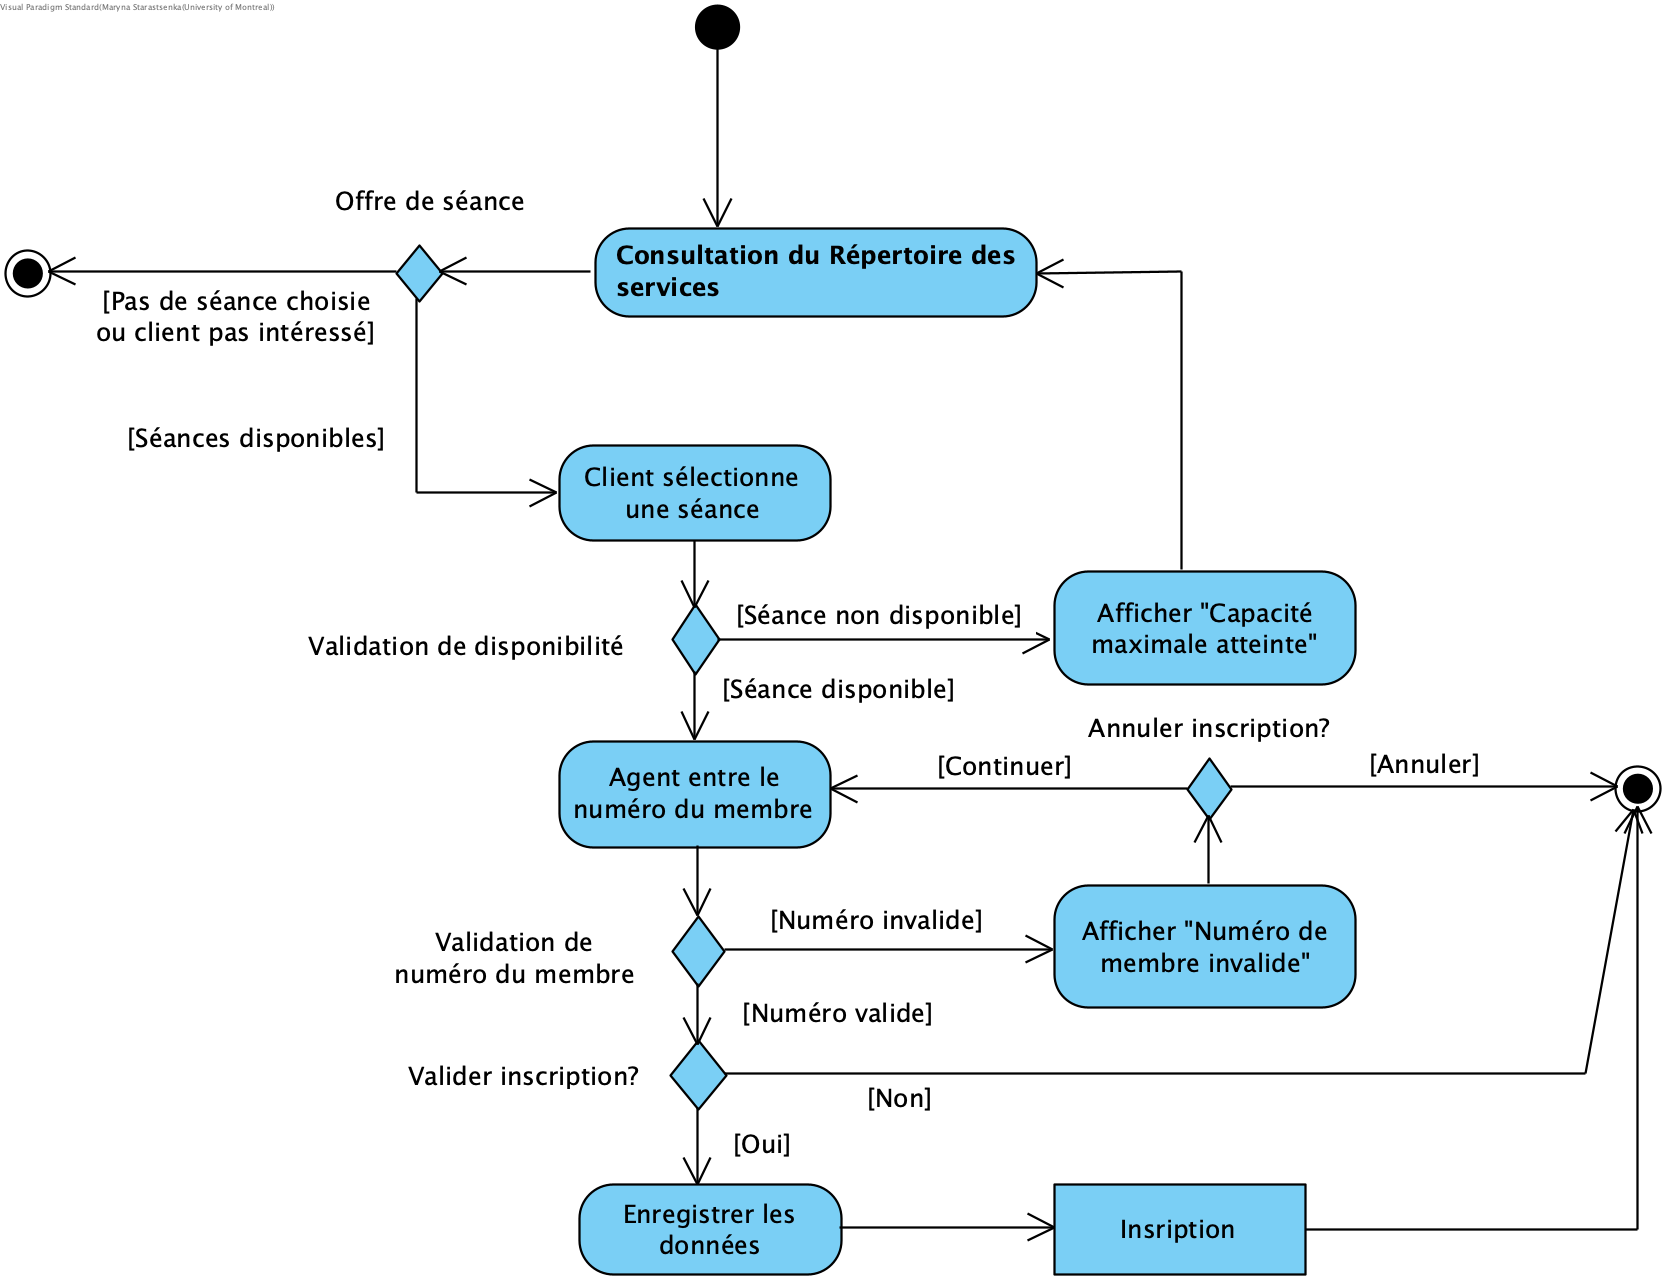 Visual Paradigm Standard(Maryna Starastsenka(University of Montreal))
Offre de séance
Consultation du Répertoire des
services
[Pas de séance choisie
ou client pas intéressé]
[Séances disponibles]
Client sélectionne
une séance
[Séance non disponible]
Afficher "Capacité
maximale atteinte"
Validation de disponibilité
[Séance disponible]
Annuler inscription?
[Continuer]
[Annuler]
Agent entre le
numéro du membre
[Numéro invalide]
Afficher "Numéro de
membre invalide"
Validation de
numéro du membre
[Numéro valide]
Valider inscription?
[Non]
[Oui]
Enregistrer les
données
Insription